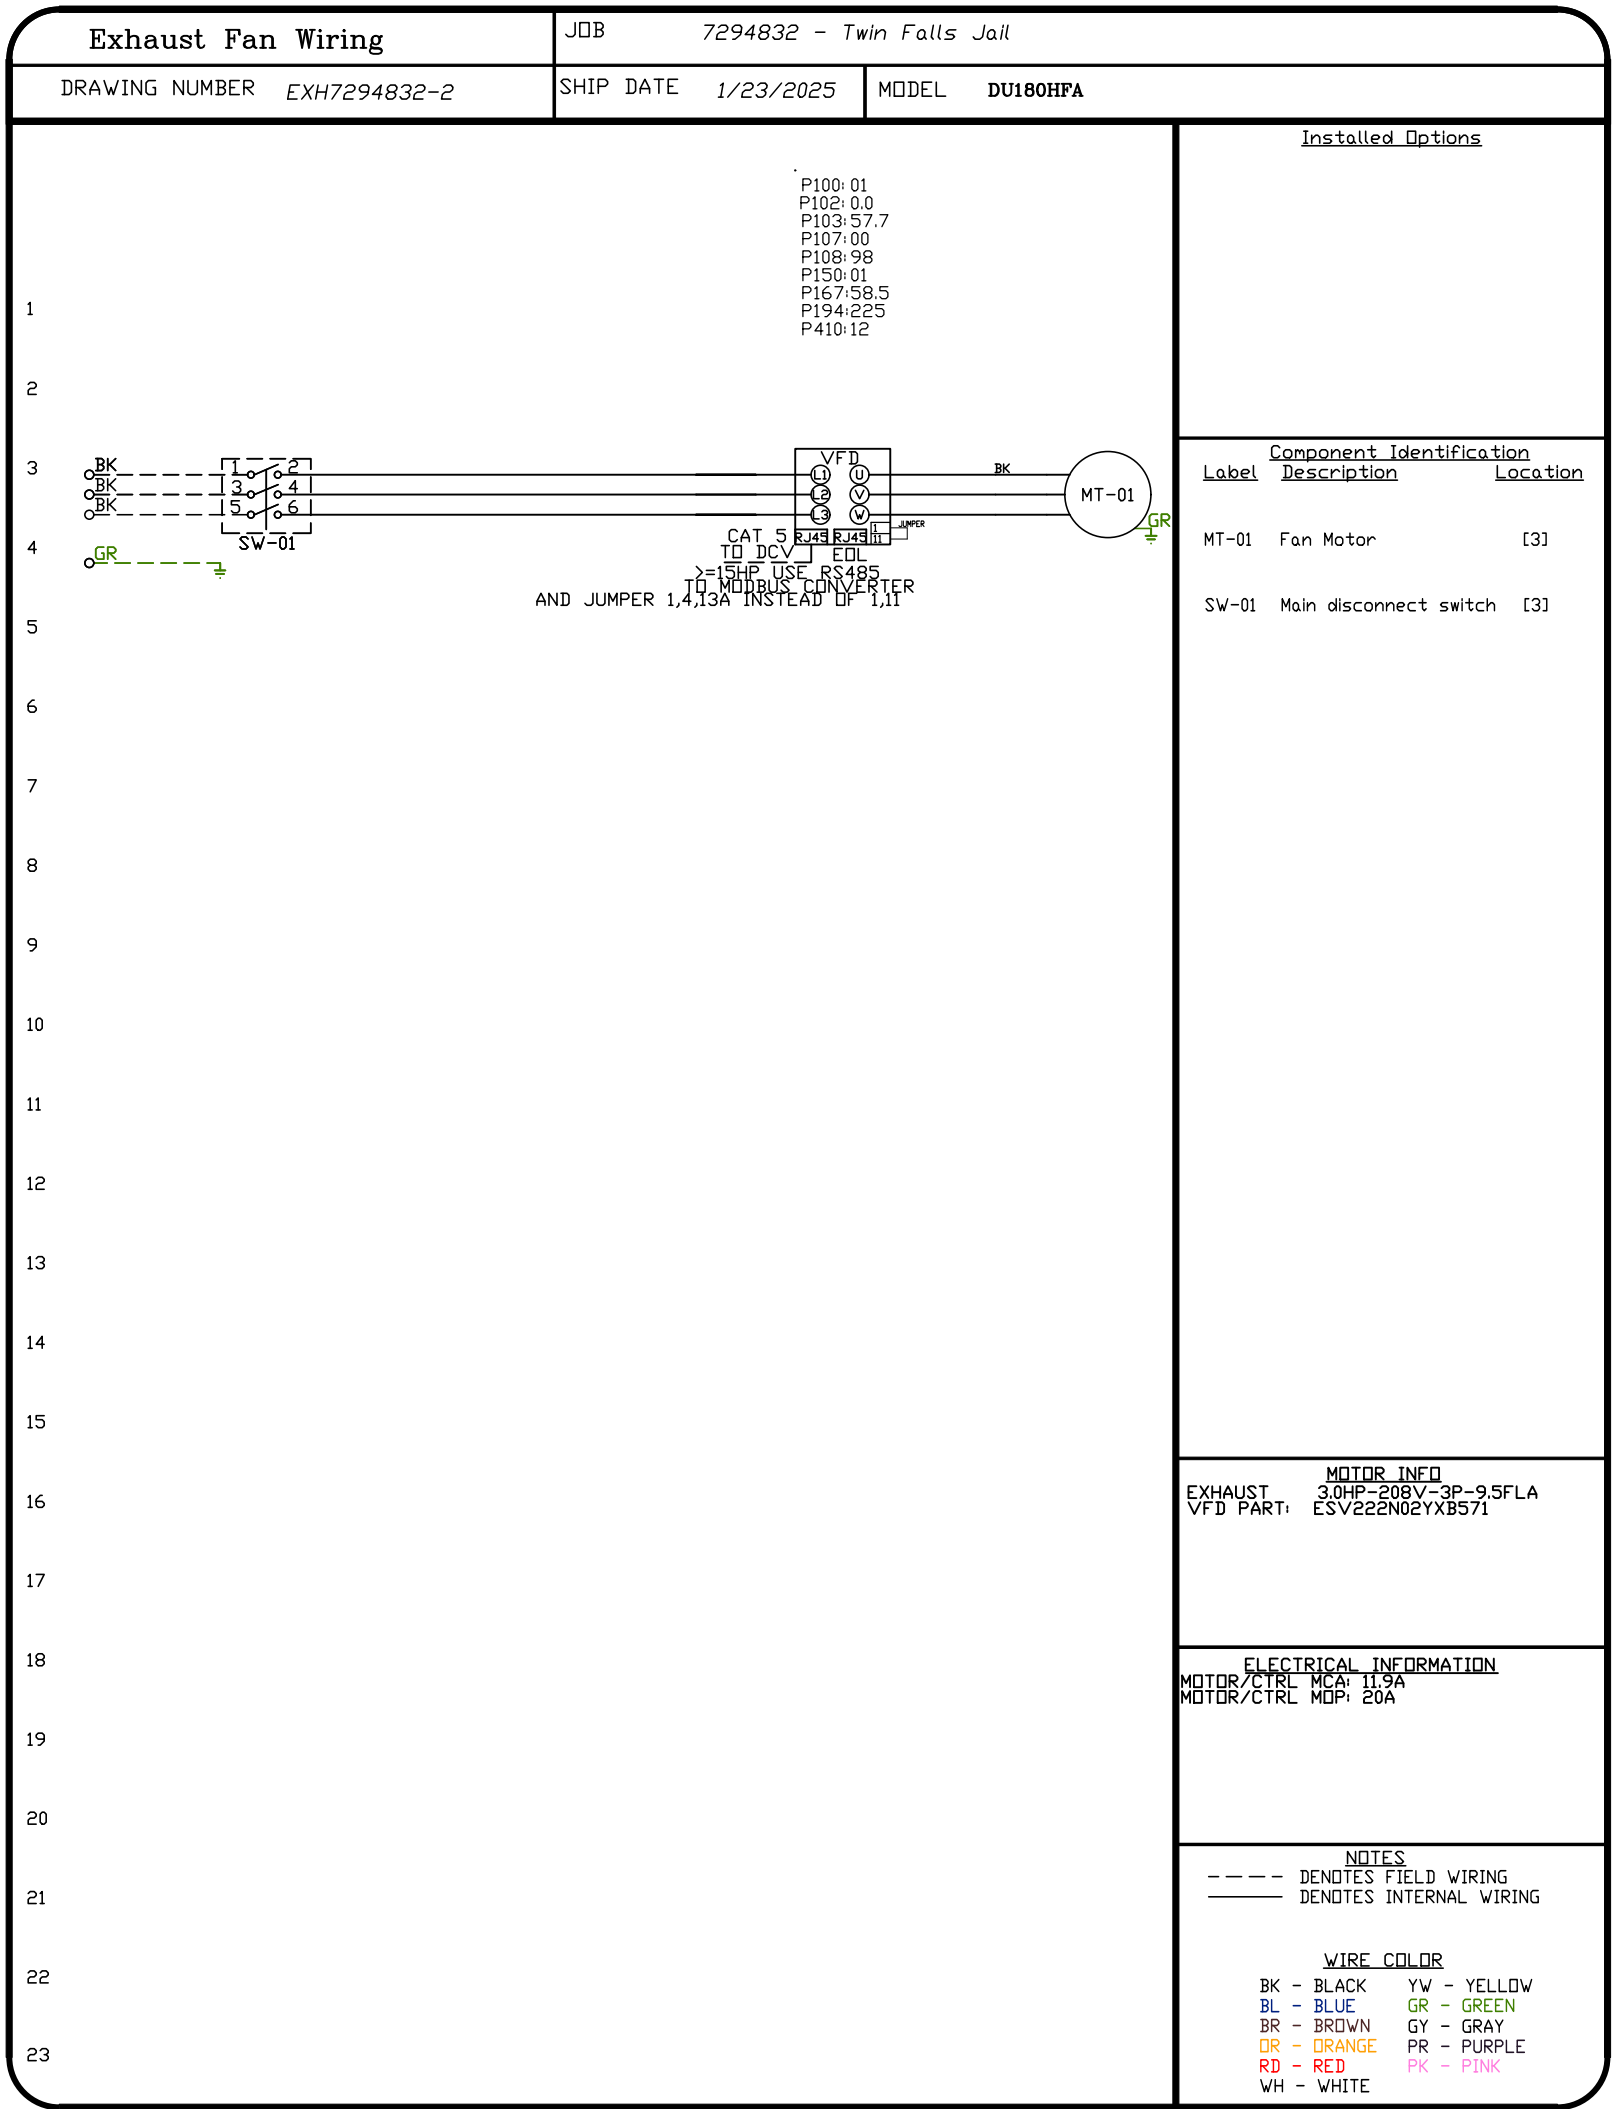 Exhaust Fan Wiring
JOB 7294832 - Twin Falls Jail
DRAWING NUMBER EXH7294832-2
SHIP DATE 1/23/2025
MODEL DU180HFA
P100:01
P102:0.0
P103:57.7
P107:00
P108:98
P150:01
P167:58.5
P194:225
P410:12
1
2
3
4
5
6
7
8
9
10
11
12
13
14
15
16
17
18
19
20
21
22
23
BK
BK
BK
GR
1 2
3 4
5 6
SW-01
VFD
L1 U
L2 V
L3 W
RJ45 RJ45
1
11
JUMPER
BK
MT-01
GR
CAT 5
TO DCV
EOL
>=15HP USE RS485
TO MODBUS CONVERTER
AND JUMPER 1,4,13A INSTEAD OF 1,11
Installed Options
Component Identification
Label Description Location
MT-01 Fan Motor [3]
SW-01 Main disconnect switch [3]
MOTOR INFO
EXHAUST 3.0HP-208V-3P-9.5FLA
VFD PART: ESV222N02YXB571
ELECTRICAL INFORMATION
MOTOR/CTRL MCA: 11.9A
MOTOR/CTRL MOP: 20A
NOTES
DENOTES FIELD WIRING
DENOTES INTERNAL WIRING
WIRE COLOR
BK - BLACK YW - YELLOW
BL - BLUE GR - GREEN
BR - BROWN GY - GRAY
OR - ORANGE PR - PURPLE
RD - RED PK - PINK
WH - WHITE